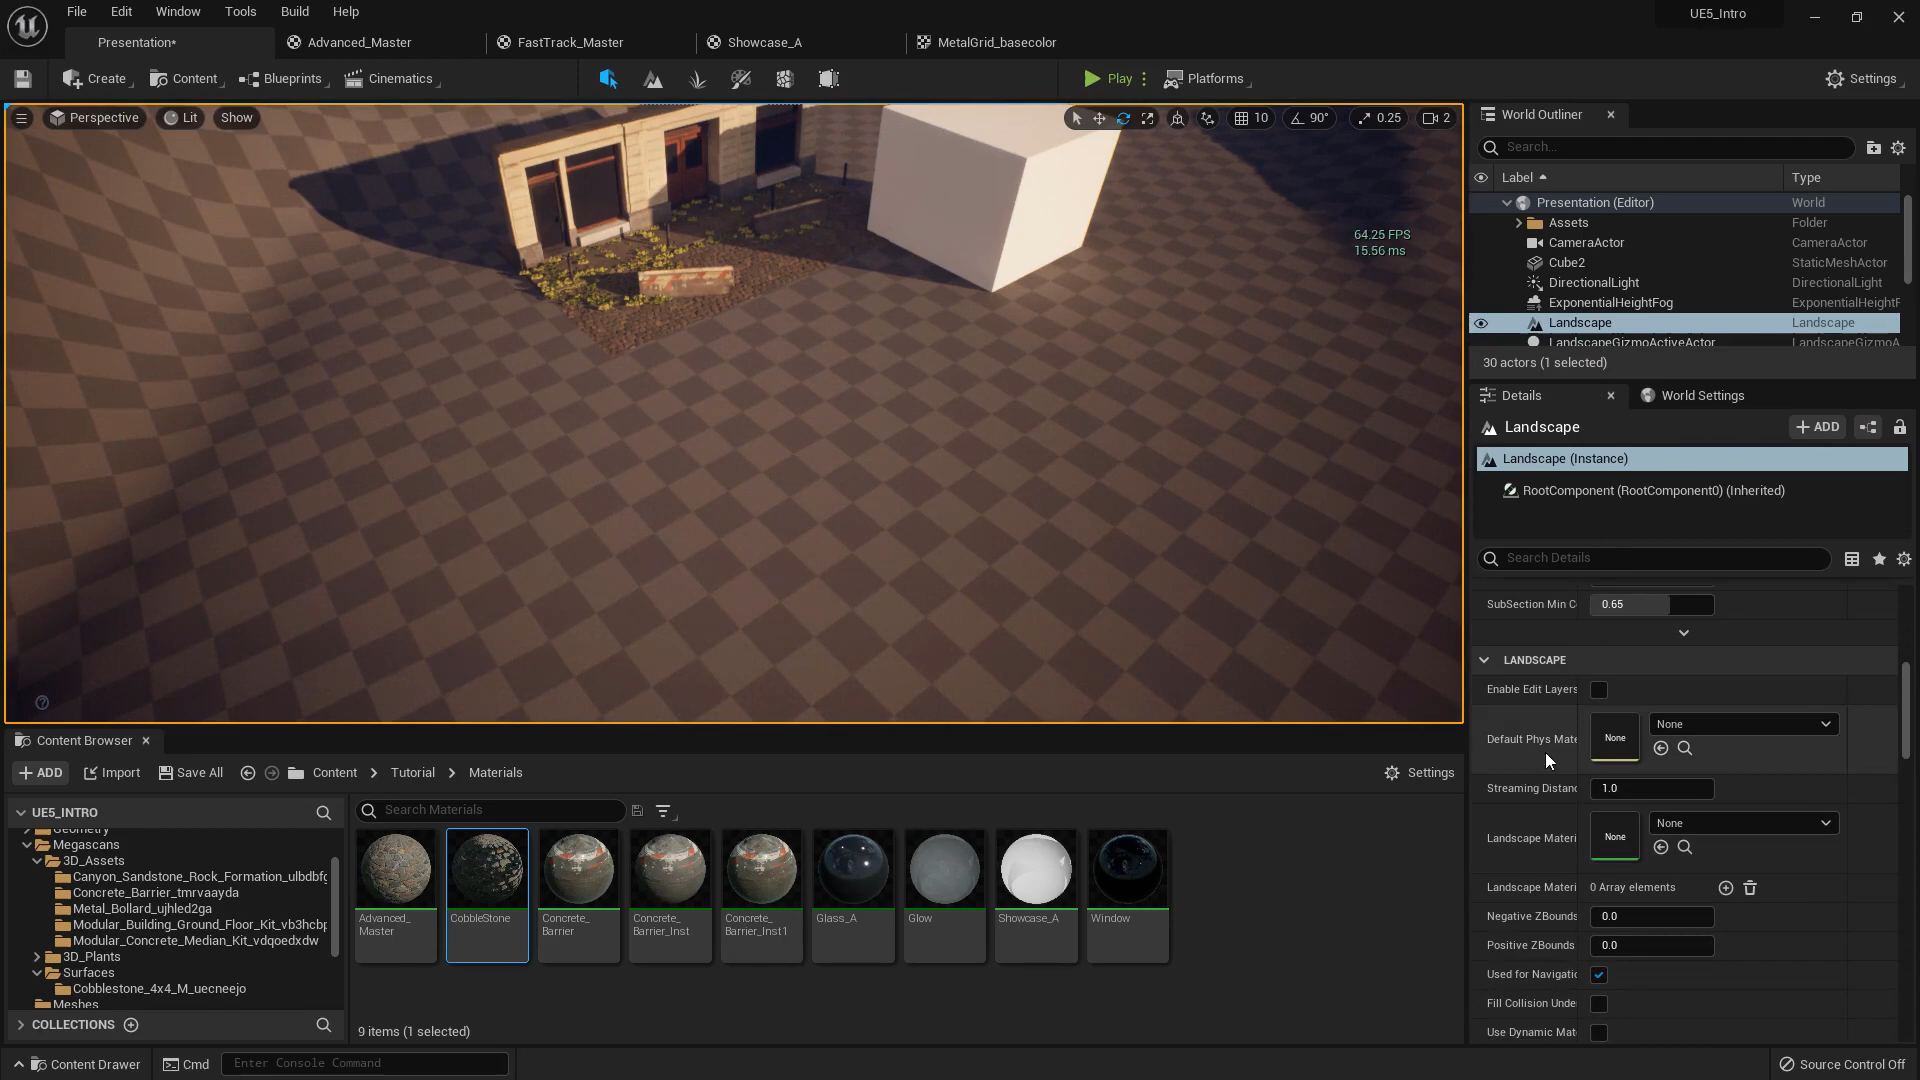 File Edit Window Tools Build Help
UE5_Intro
Presentation*
Advanced_Master
FastTrack_Master
Showcase_A
MetalGrid_basecolor
Create Content Blueprints Cinematics Play Platforms Settings
Perspective Lit Show 10 90° 0.25 2
64.25 FPS
15.56 ms
World Outliner
Search...
Label Type
Presentation (Editor) World
Assets Folder
CameraActor CameraActor
Cube2 StaticMeshActor
DirectionalLight DirectionalLight
ExponentialHeightFog ExponentialHeightF
Landscape Landscape
LandscapeGizmoActiveActor LandscapeGizmoA
30 actors (1 selected)
Details World Settings
Landscape ADD
Landscape (Instance)
RootComponent (RootComponent0) (Inherited)
Search Details
SubSection Min C 0.65
LANDSCAPE
Enable Edit Layers
Default Phys Mate None None
Streaming Distanc 1.0
Landscape Materi None None
Landscape Materi 0 Array elements
Negative ZBounds 0.0
Positive ZBounds 0.0
Used for Navigatic
Fill Collision Unde
Use Dynamic Mat
Content Browser
ADD Import Save All Content Tutorial Materials Settings
UE5_INTRO
Geometry
Megascans
3D_Assets
Canyon_Sandstone_Rock_Formation_ulbdbfg
Concrete_Barrier_tmrvaayda
Metal_Bollard_ujhled2ga
Modular_Building_Ground_Floor_Kit_vb3hcbp
Modular_Concrete_Median_Kit_vdqoedxdw
3D_Plants
Surfaces
Cobblestone_4x4_M_uecneejo
Meshes
COLLECTIONS
Search Materials
Advanced_
Master
CobbleStone
Concrete_
Barrier
Concrete_
Barrier_Inst
Concrete_
Barrier_Inst1
Glass_A
Glow
Showcase_A
Window
9 items (1 selected)
Content Drawer Cmd Enter Console Command Source Control Off